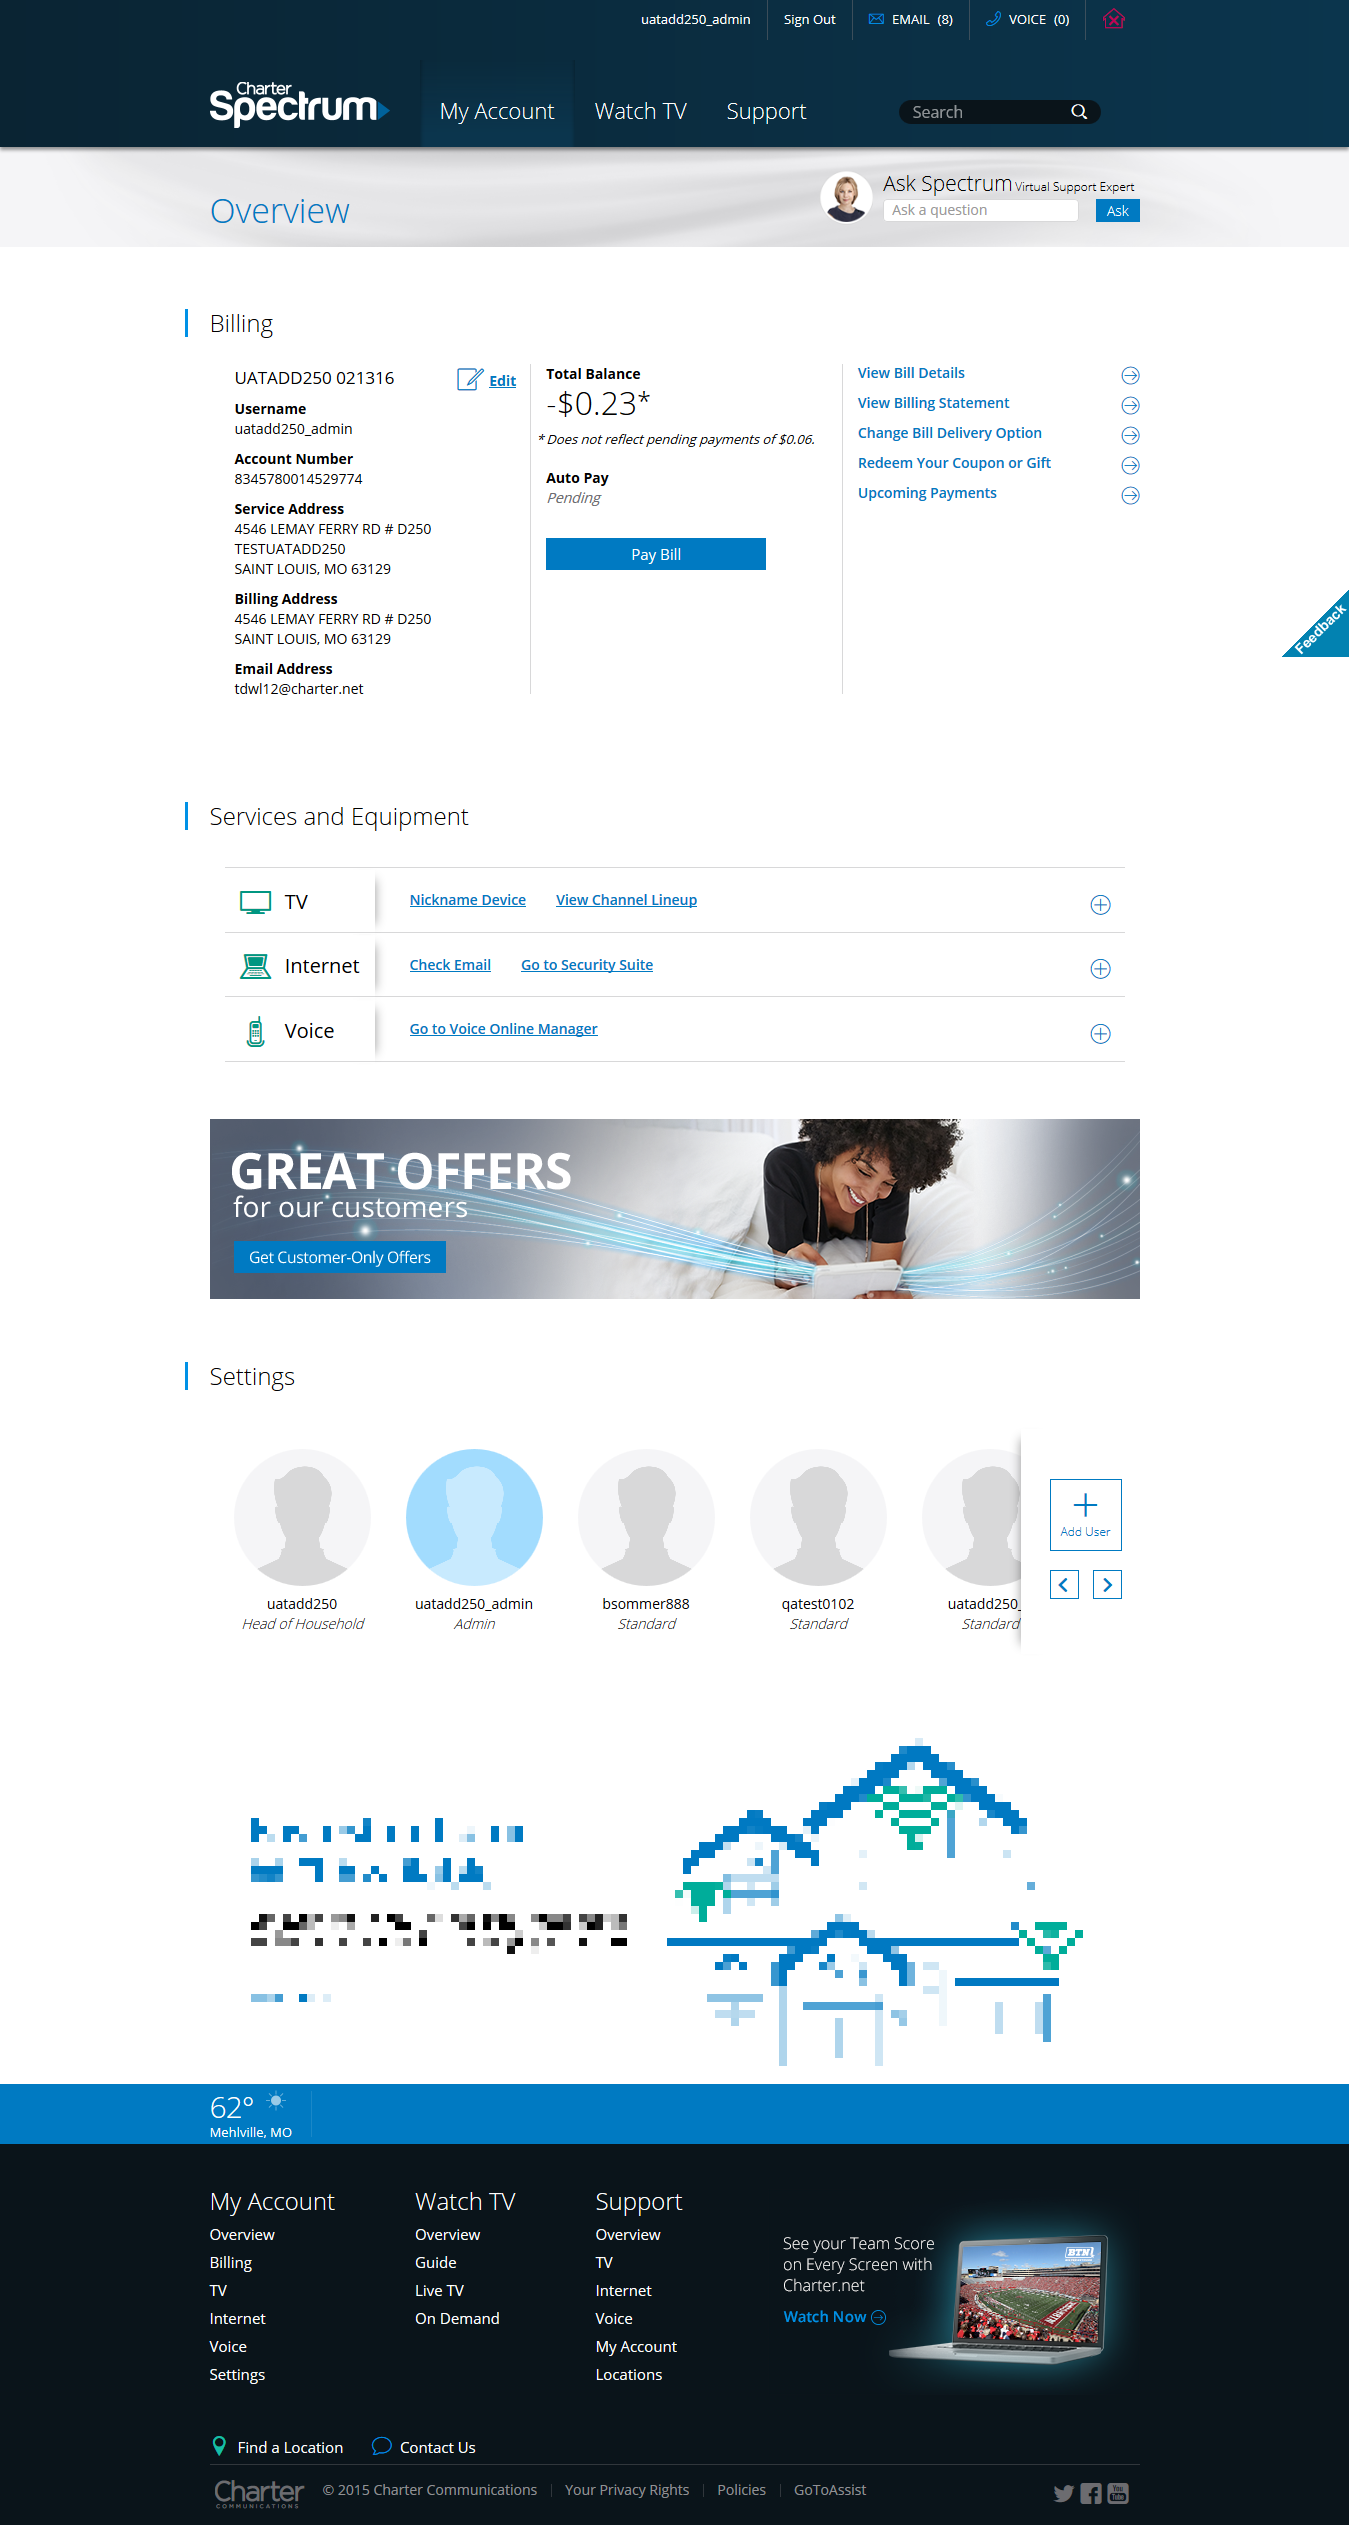 uatadd250_admin
Sign Out
EMAIL (8)
VOICE (0)
Charter
Spectrum
My Account
Watch TV
Support
Search
Overview
Ask Spectrum Virtual Support Expert
Ask a question
Ask
Billing
UATADD250 021316
Edit
Username
uatadd250_admin
Account Number
8345780014529774
Service Address
4546 LEMAY FERRY RD # D250
TESTUATADD250
SAINT LOUIS, MO 63129
Billing Address
4546 LEMAY FERRY RD # D250
SAINT LOUIS, MO 63129
Email Address
tdwl12@charter.net
Total Balance
-$0.23*
* Does not reflect pending payments of $0.06.
Auto Pay
Pending
Pay Bill
View Bill Details
View Billing Statement
Change Bill Delivery Option
Redeem Your Coupon or Gift
Upcoming Payments
Feedback
Services and Equipment
TV
Nickname Device
View Channel Lineup
Internet
Check Email
Go to Security Suite
Voice
Go to Voice Online Manager
GREAT OFFERS
for our customers
Get Customer-Only Offers
Settings
uatadd250
Head of Household
uatadd250_admin
Admin
bsommer888
Standard
qatest0102
Standard
uatadd250_
Standard
Add User
62°
Mehlville, MO
My Account
Overview
Billing
TV
Internet
Voice
Settings
Watch TV
Overview
Guide
Live TV
On Demand
Support
Overview
TV
Internet
Voice
My Account
Locations
See your Team Score
on Every Screen with
Charter.net
Watch Now
BTN
Find a Location
Contact Us
Charter
COMMUNICATIONS
© 2015 Charter Communications
Your Privacy Rights
Policies
GoToAssist
You
Tube